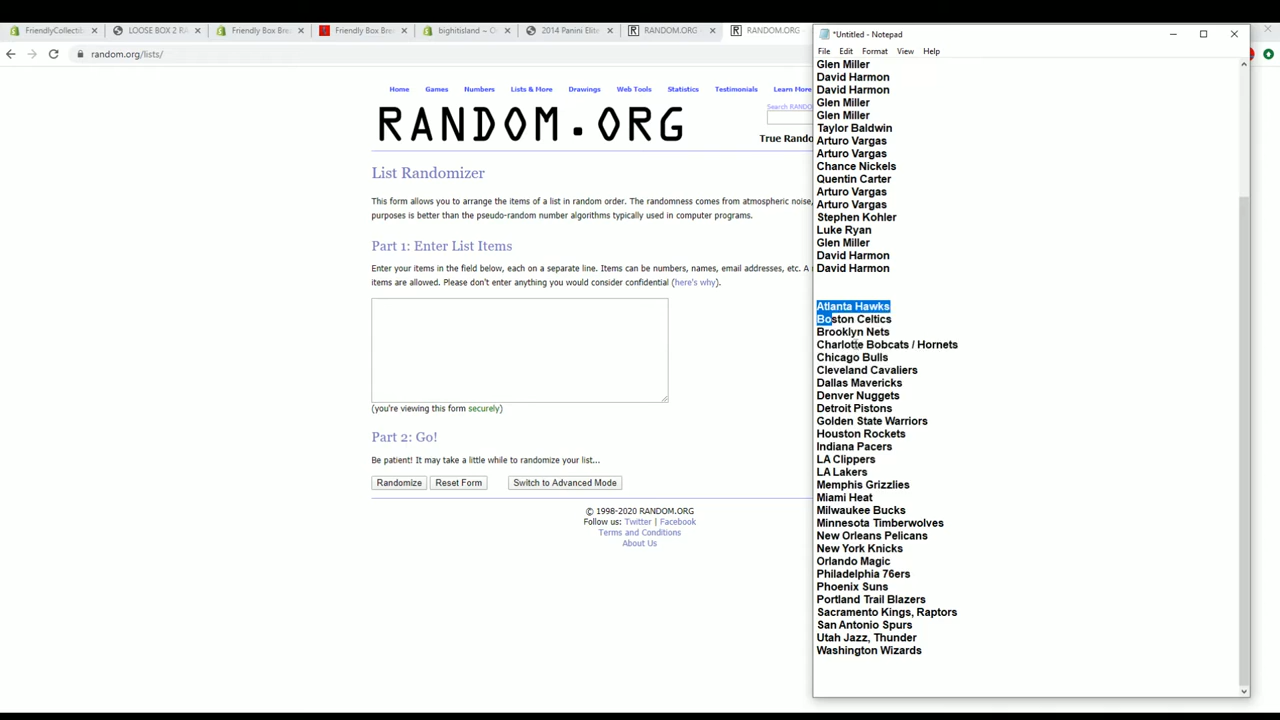 FriendlyCollectib
LOOSE BOX 2 RA
Friendly Box Bre
Friendly Box Bre
bighitisland – O
2014 Panini Elite
RANDOM.ORG
RANDOM.ORG
random.org/lists/
Home Games Numbers Lists & More Drawings Web Tools Statistics Testimonials Learn More
Search RANDO
RANDOM.ORG
True Rando
List Randomizer
This form allows you to arrange the items of a list in random order. The randomness comes from atmospheric noise,
purposes is better than the pseudo-random number algorithms typically used in computer programs.
Part 1: Enter List Items
Enter your items in the field below, each on a separate line. Items can be numbers, names, email addresses, etc. A
items are allowed. Please don't enter anything you would consider confidential (here's why).
(you're viewing this form securely)
Part 2: Go!
Be patient! It may take a little while to randomize your list...
Randomize Reset Form Switch to Advanced Mode
© 1998-2020 RANDOM.ORG
Follow us: Twitter | Facebook
Terms and Conditions
About Us
*Untitled - Notepad
File Edit Format View Help
Glen Miller
David Harmon
David Harmon
Glen Miller
Glen Miller
Taylor Baldwin
Arturo Vargas
Arturo Vargas
Chance Nickels
Quentin Carter
Arturo Vargas
Arturo Vargas
Stephen Kohler
Luke Ryan
Glen Miller
David Harmon
David Harmon
Atlanta Hawks
Boston Celtics
Brooklyn Nets
Charlotte Bobcats / Hornets
Chicago Bulls
Cleveland Cavaliers
Dallas Mavericks
Denver Nuggets
Detroit Pistons
Golden State Warriors
Houston Rockets
Indiana Pacers
LA Clippers
LA Lakers
Memphis Grizzlies
Miami Heat
Milwaukee Bucks
Minnesota Timberwolves
New Orleans Pelicans
New York Knicks
Orlando Magic
Philadelphia 76ers
Phoenix Suns
Portland Trail Blazers
Sacramento Kings, Raptors
San Antonio Spurs
Utah Jazz, Thunder
Washington Wizards